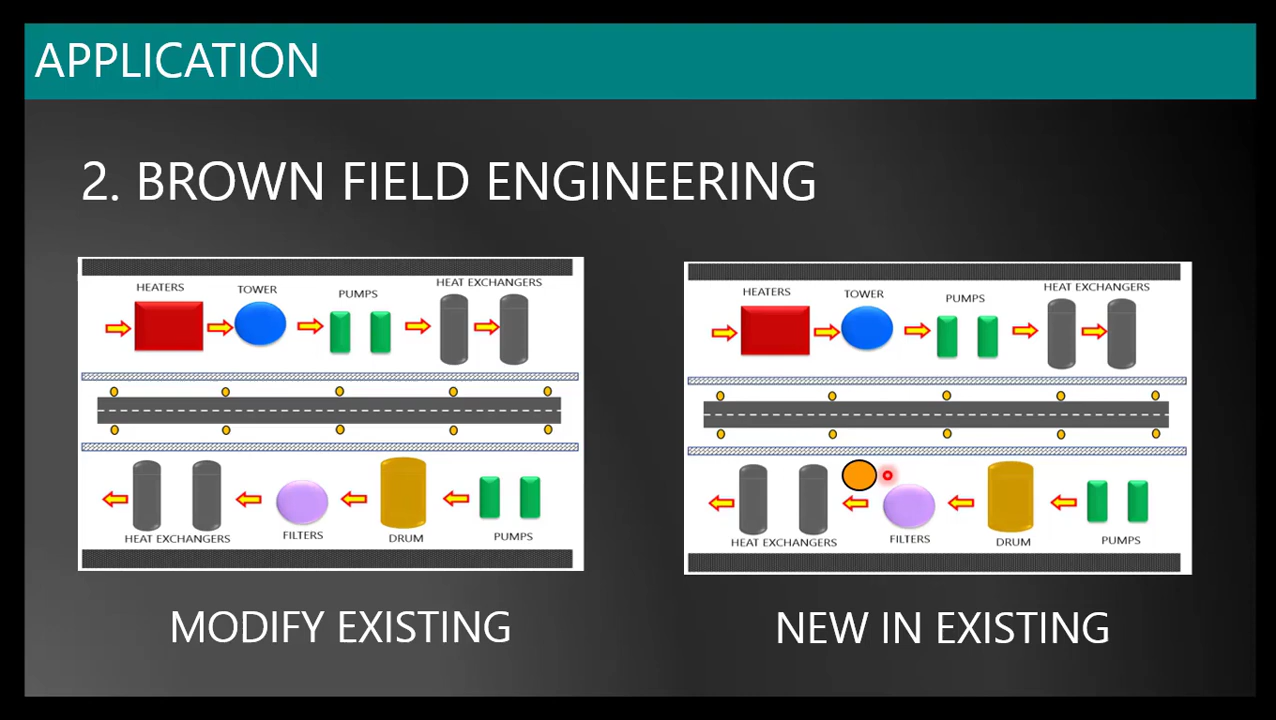 APPLICATION
2. BROWN FIELD ENGINEERING
HEATERS
TOWER
PUMPS
HEAT EXCHANGERS
HEAT EXCHANGERS
FILTERS
DRUM
PUMPS
MODIFY EXISTING
HEATERS
TOWER
PUMPS
HEAT EXCHANGERS
HEAT EXCHANGERS
FILTERS
DRUM
PUMPS
NEW IN EXISTING